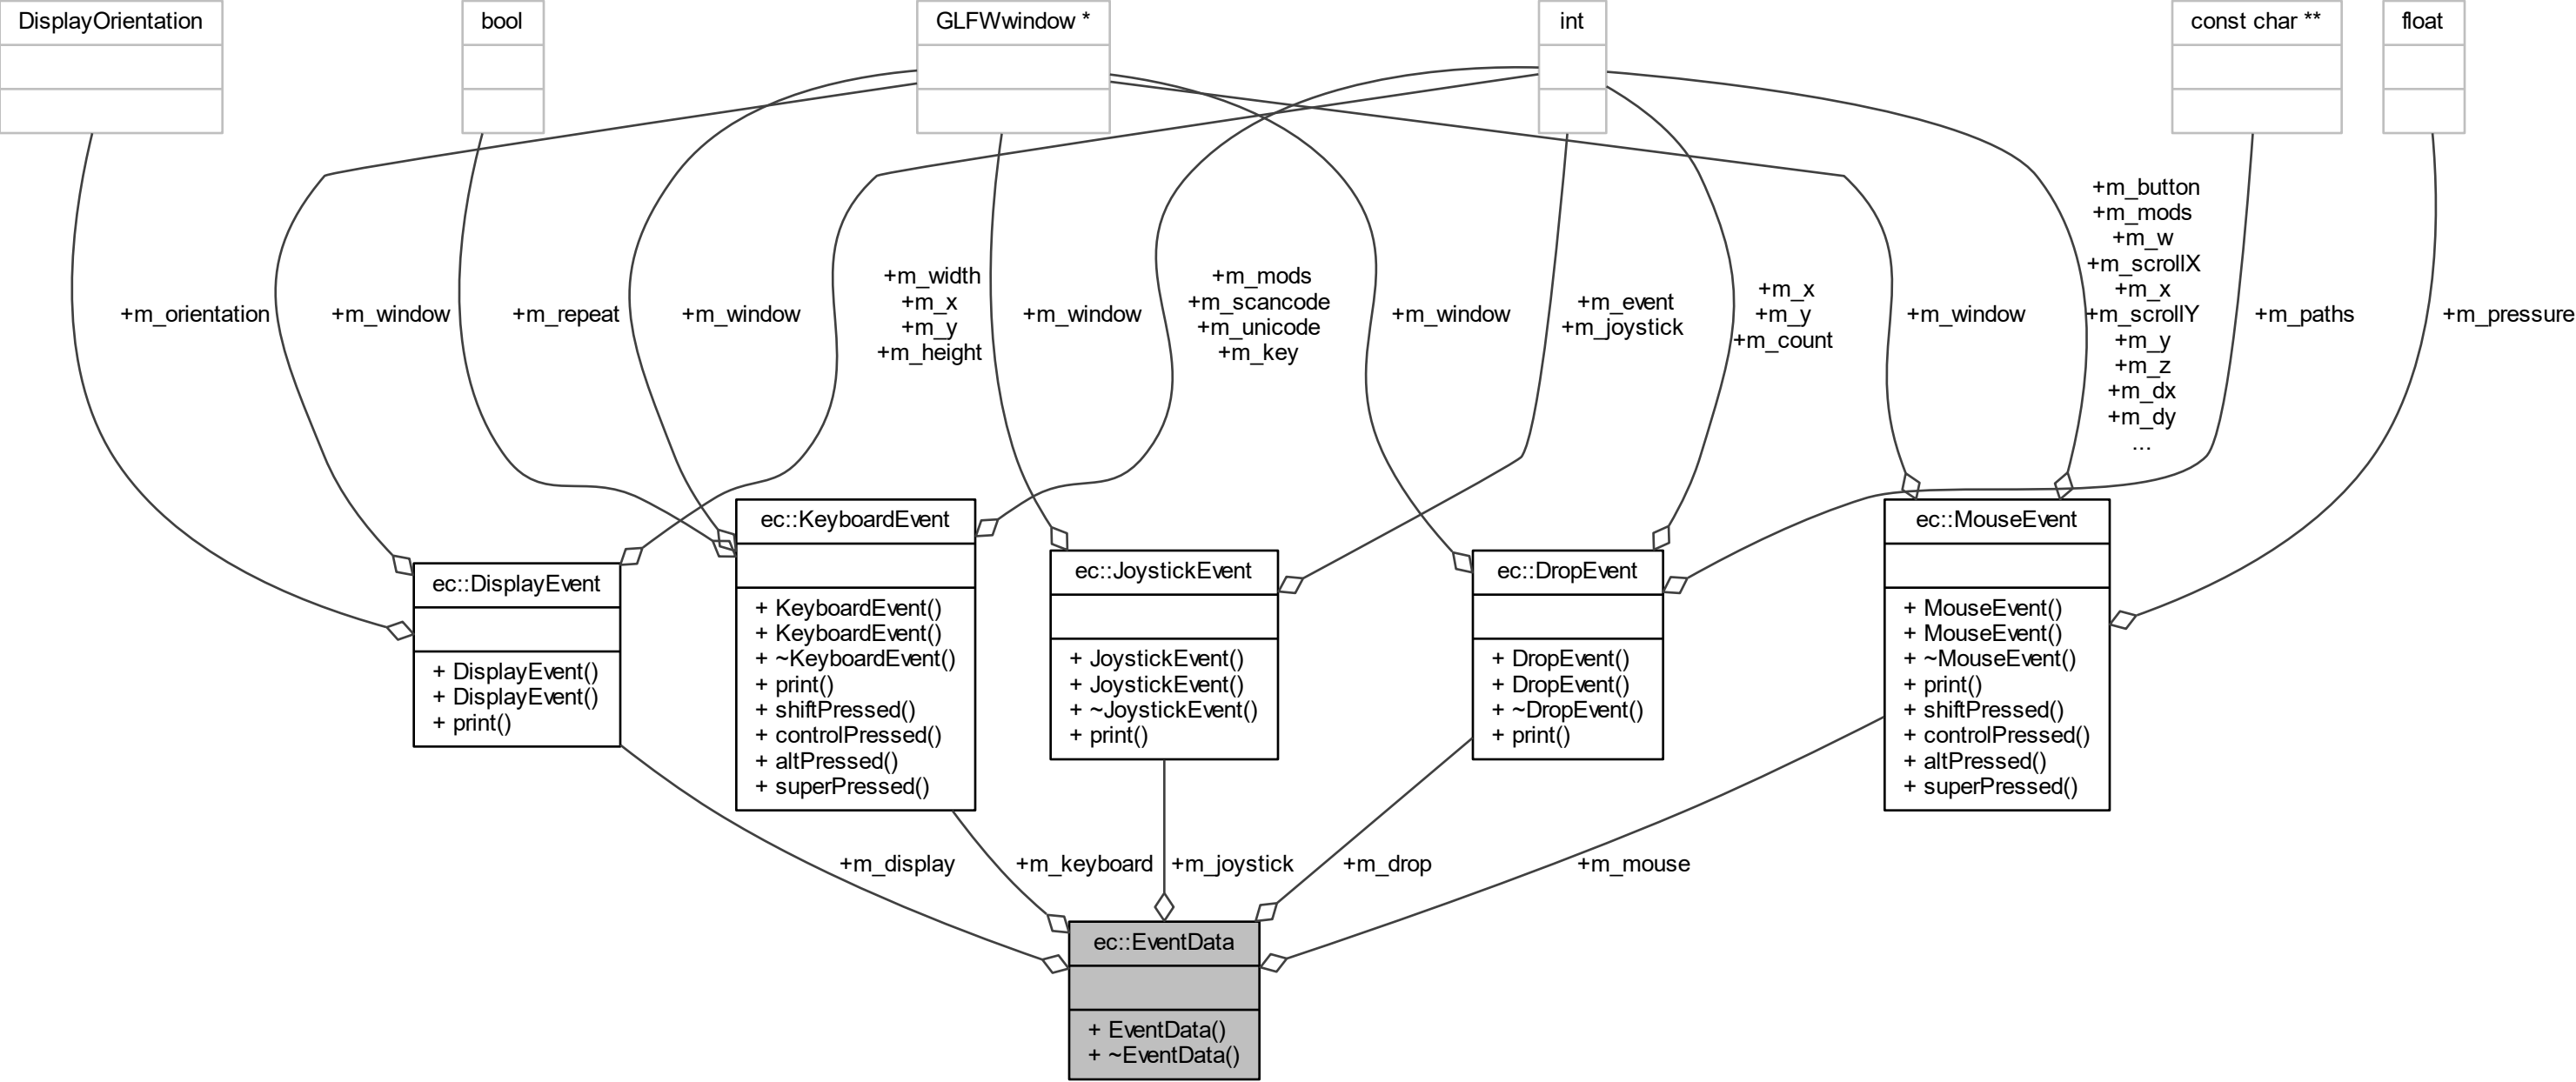 DisplayOrientation
bool
GLFWwindow *
int
const char **
float
+m_orientation
+m_window
+m_repeat
+m_window
+m_width
+m_x
+m_y
+m_height
+m_window
+m_mods
+m_scancode
+m_unicode
+m_key
+m_window
+m_event
+m_joystick
+m_x
+m_y
+m_count
+m_window
+m_button
+m_mods
+m_w
+m_scrollX
+m_x
+m_scrollY
+m_y
+m_z
+m_dx
+m_dy
...
+m_paths
+m_pressure
ec::DisplayEvent
+ DisplayEvent()
+ DisplayEvent()
+ print()
ec::KeyboardEvent
+ KeyboardEvent()
+ KeyboardEvent()
+ ~KeyboardEvent()
+ print()
+ shiftPressed()
+ controlPressed()
+ altPressed()
+ superPressed()
ec::JoystickEvent
+ JoystickEvent()
+ JoystickEvent()
+ ~JoystickEvent()
+ print()
ec::DropEvent
+ DropEvent()
+ DropEvent()
+ ~DropEvent()
+ print()
ec::MouseEvent
+ MouseEvent()
+ MouseEvent()
+ ~MouseEvent()
+ print()
+ shiftPressed()
+ controlPressed()
+ altPressed()
+ superPressed()
+m_display
+m_keyboard
+m_joystick
+m_drop
+m_mouse
ec::EventData
+ EventData()
+ ~EventData()